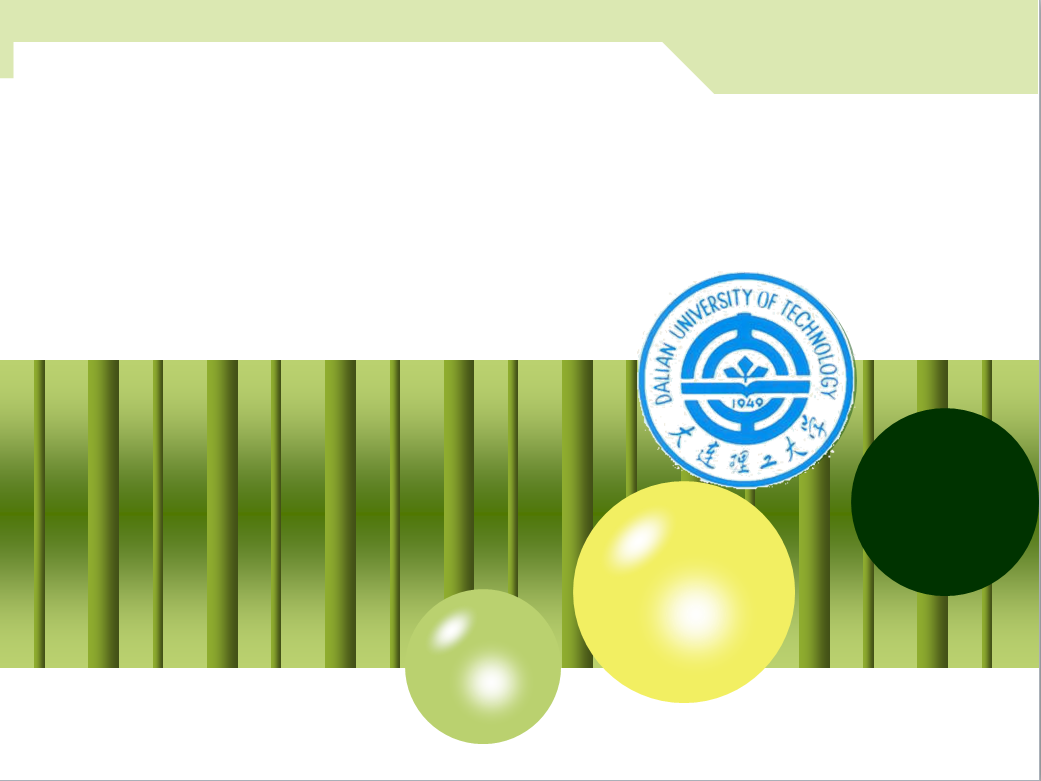 DALIAN UNIVERSITY OF TECHNOLOGY
1949
大连理工大学